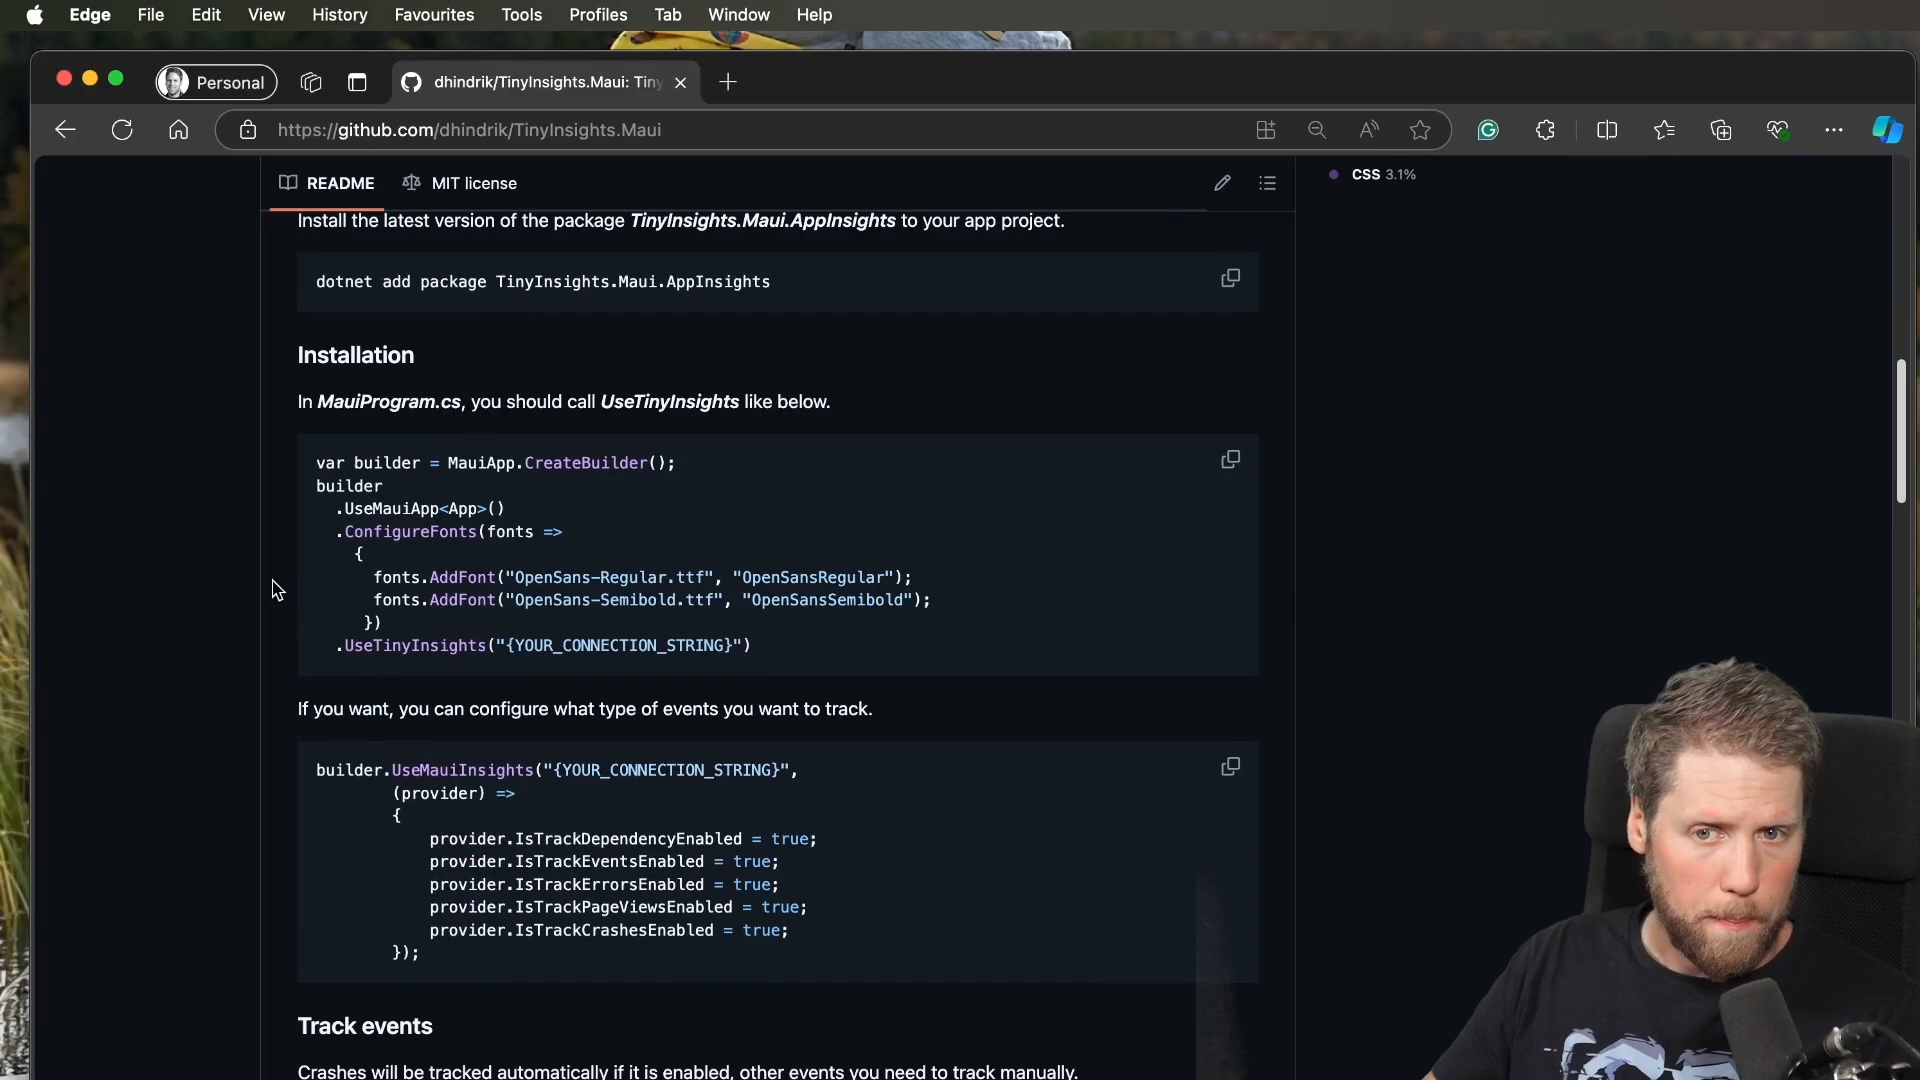 Edge File Edit View History Favourites Tools Profiles Tab Window Help
Personal
dhindrik/TinyInsights.Maui: Tiny
https://github.com/dhindrik/TinyInsights.Maui
README
MIT license
CSS 3.1%
Install the latest version of the package TinyInsights.Maui.AppInsights to your app project.
dotnet add package TinyInsights.Maui.AppInsights
Installation
In MauiProgram.cs, you should call UseTinyInsights like below.
var builder = MauiApp.CreateBuilder();
builder
.UseMauiApp<App>()
.ConfigureFonts(fonts =>
{
fonts.AddFont("OpenSans-Regular.ttf", "OpenSansRegular");
fonts.AddFont("OpenSans-Semibold.ttf", "OpenSansSemibold");
})
.UseTinyInsights("{YOUR_CONNECTION_STRING}")
If you want, you can configure what type of events you want to track.
builder.UseMauiInsights("{YOUR_CONNECTION_STRING}",
(provider) =>
{
provider.IsTrackDependencyEnabled = true;
provider.IsTrackEventsEnabled = true;
provider.IsTrackErrorsEnabled = true;
provider.IsTrackPageViewsEnabled = true;
provider.IsTrackCrashesEnabled = true;
});
Track events
Crashes will be tracked automatically if it is enabled, other events you need to track manually.